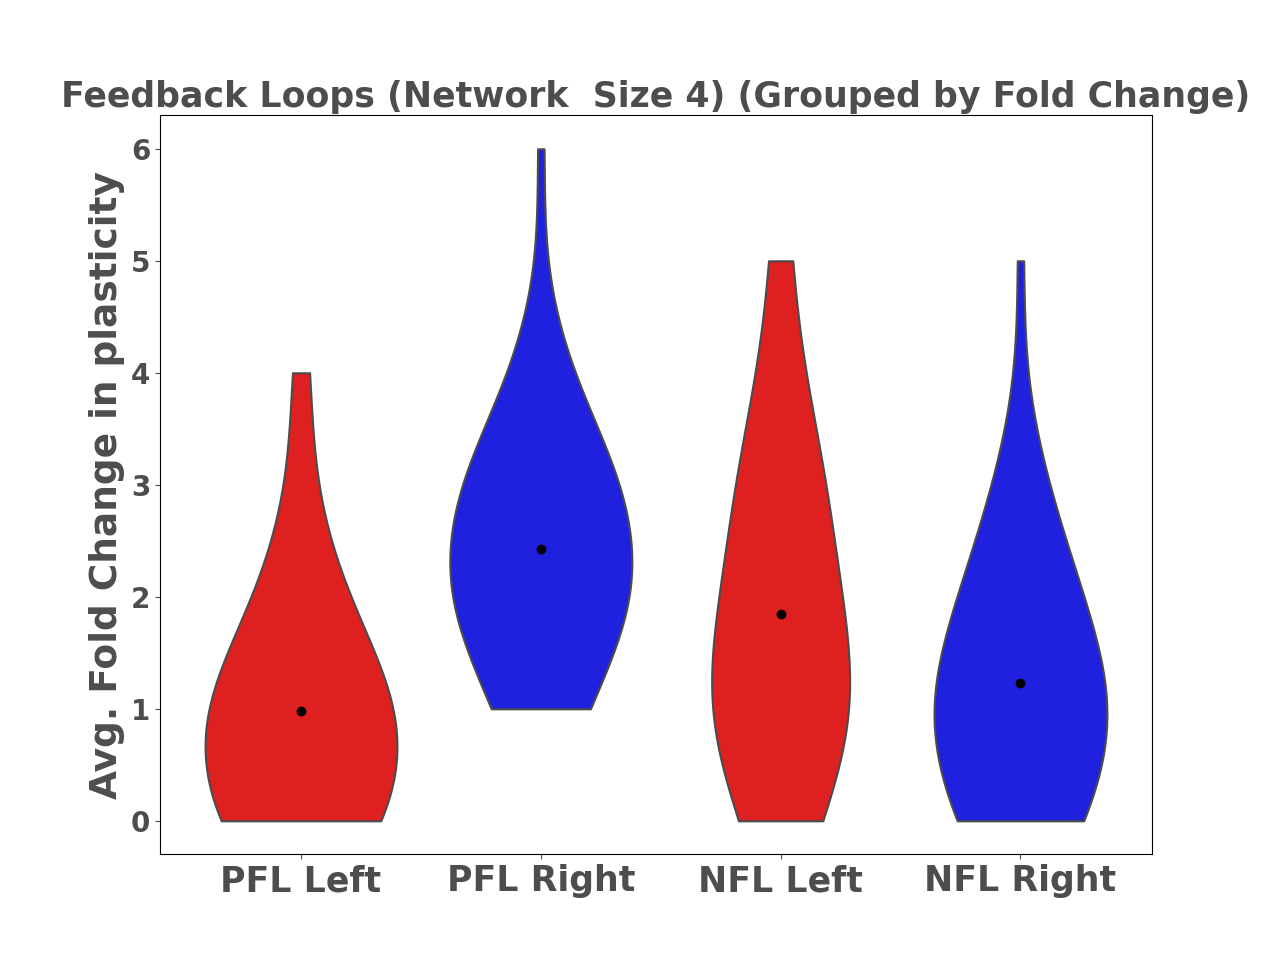 Feedback Loops (Network  Size 4) (Grouped by Fold Change)
Avg. Fold Change in plasticity
6
5
4
3
2
1
0
PFL Left
PFL Right
NFL Left
NFL Right